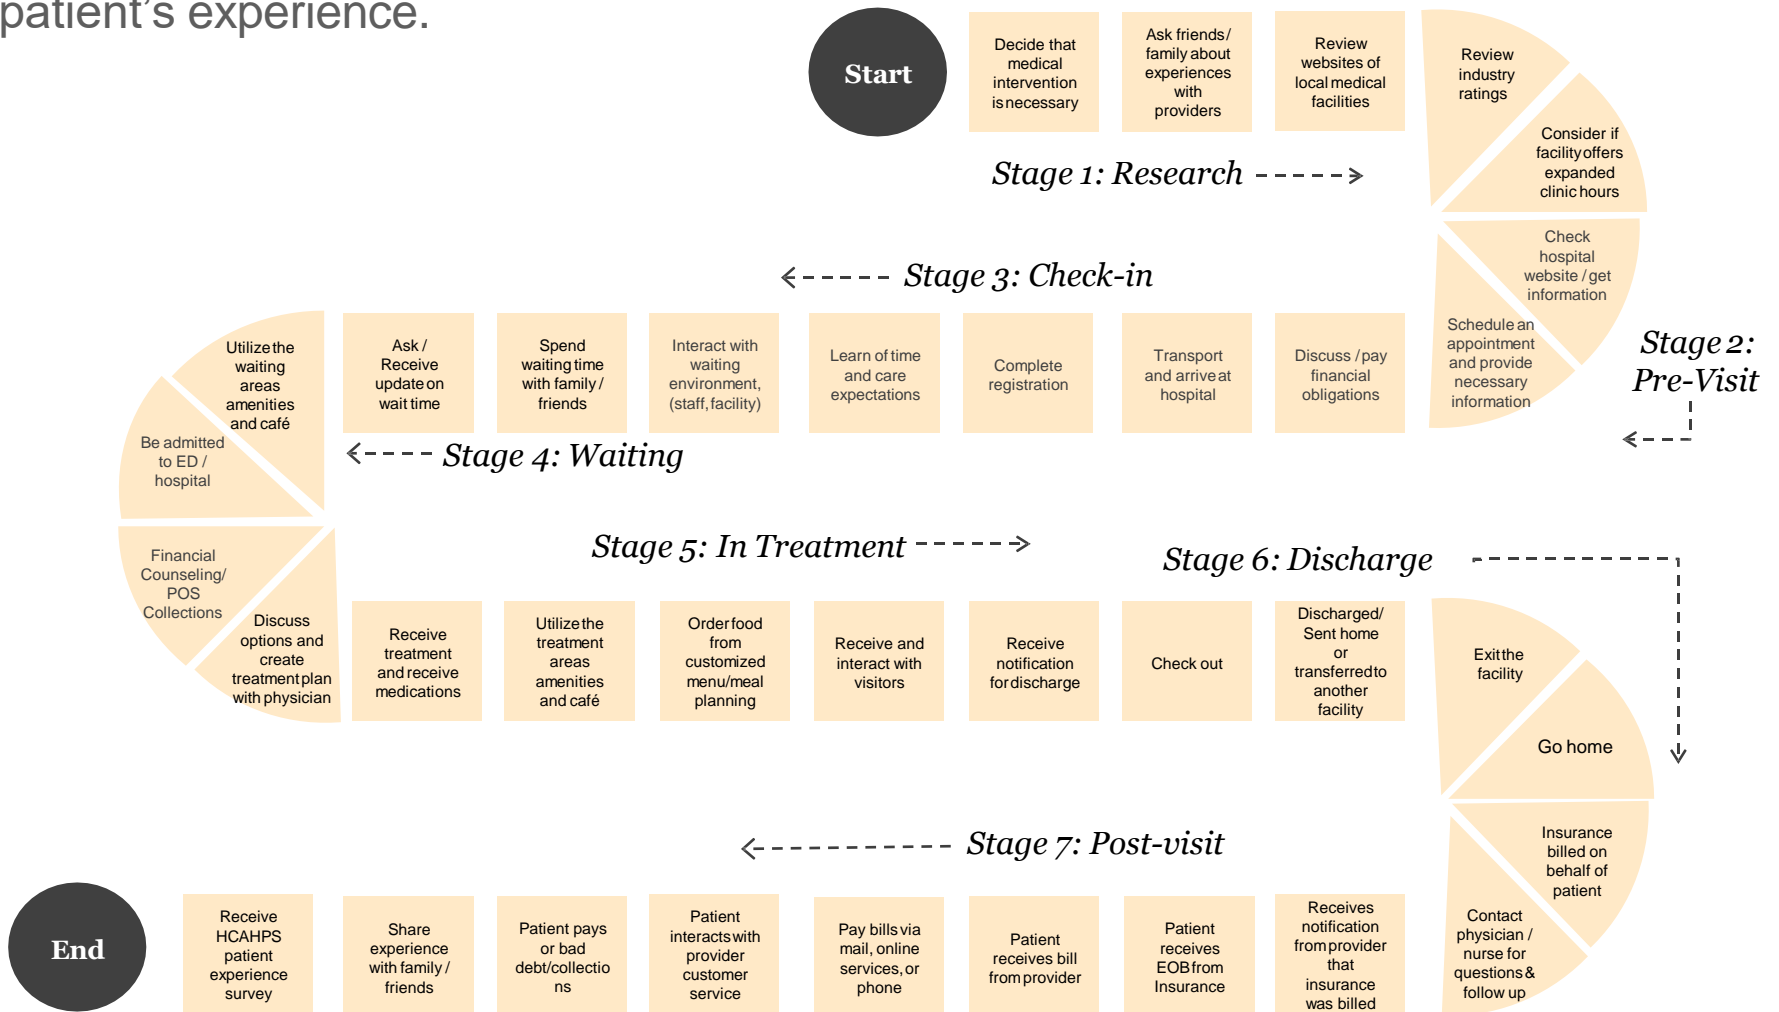 patient’s experience.
Start
Decide that
medical
intervention
is necessary
Ask friends/
family about
experiences
with
providers
Review
websites of
local medical
facilities
Review
industry
ratings
Consider if
facility offers
expanded
clinic hours
Stage 1: Research
Check
hospital
website / get
information
Schedule an
appointment
and provide
necessary
information
Stage 2:
Pre-Visit
Stage 3: Check-in
Discuss / pay
financial
obligations
Transport
and arrive at
hospital
Complete
registration
Learn of time
and care
expectations
Interact with
waiting
environment,
(staff, facility)
Spend
waiting time
with family /
friends
Ask /
Receive
update on
wait time
Utilize the
waiting
areas
amenities
and café
Stage 4: Waiting
Be admitted
to ED /
hospital
Financial
Counseling/
POS
Collections
Discuss
options and
create
treatment plan
with physician
Stage 5: In Treatment
Receive
treatment
and receive
medications
Utilize the
treatment
areas
amenities
and café
Order food
from
customized
menu/meal
planning
Receive and
interact with
visitors
Receive
notification
for discharge
Check out
Discharged/
Sent home
or
transferred to
another
facility
Stage 6: Discharge
Exit the
facility
Go home
Insurance
billed on
behalf of
patient
Contact
physician /
nurse for
questions &
follow up
Stage 7: Post-visit
Receives
notification
from provider
that
insurance
was billed
Patient
receives
EOB from
Insurance
Patient
receives bill
from provider
Pay bills via
mail, online
services, or
phone
Patient
interacts with
provider
customer
service
Patient pays
or bad
debt/collectio
ns
Share
experience
with family /
friends
Receive
HCAHPS
patient
experience
survey
End